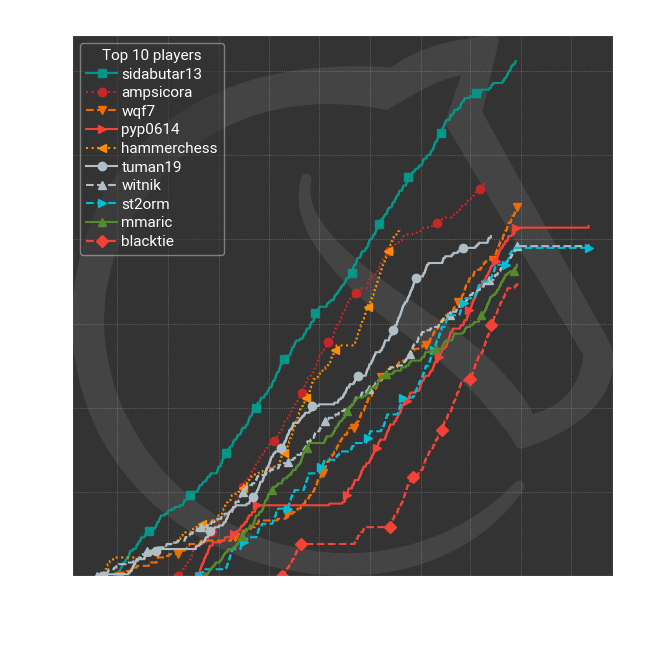 Top 10 players
sidabutar13
ampsicora
wqf7
pyp0614
hammerchess
tuman19
witnik
st2orm
mmaric
blacktie